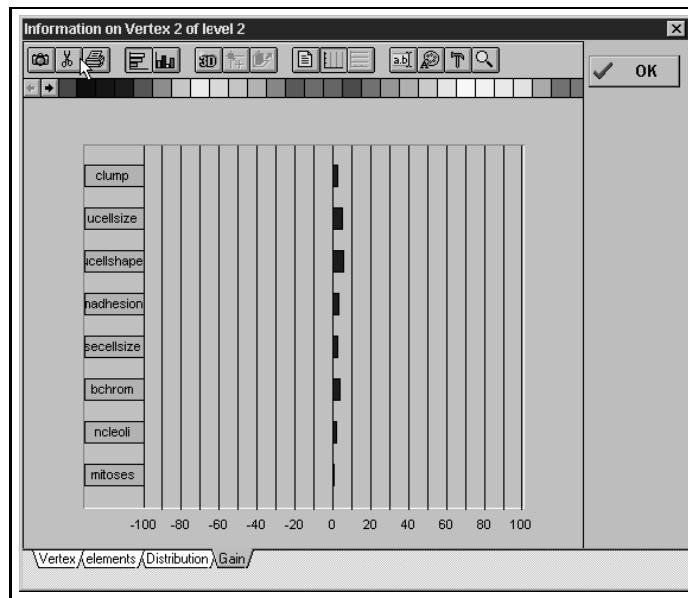 Information on Vertex 2 of level 2
3D
a.b
OK
clump
ucellsize
ucellshape
nadhesion
secellsize
bchrom
ncleoli
mitoses
-100 -80 -60 -40 -20 0 20 40 60 80 100
Vertex elements Distribution Gain